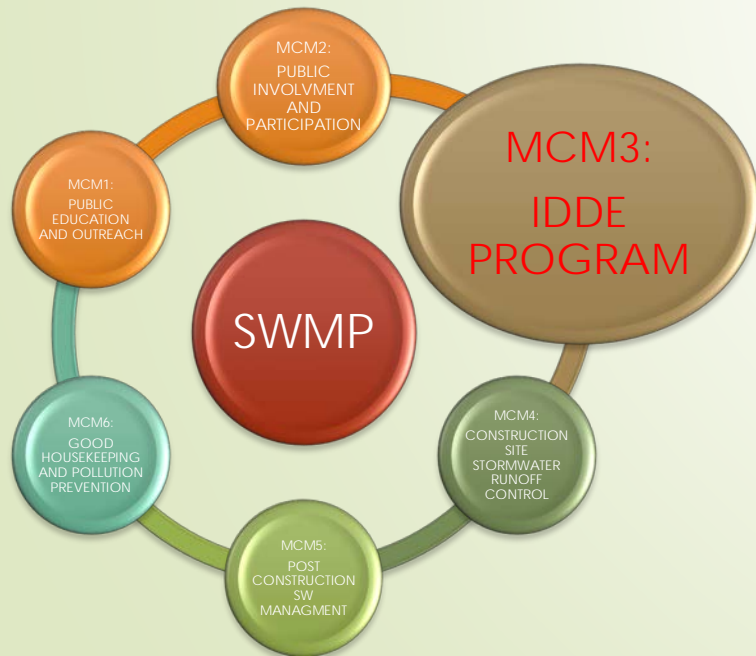 MCM2:
PUBLIC
INVOLVMENT
AND
PARTICIPATION
MCM3:
IDDE
PROGRAM
MCM1:
PUBLIC
EDUCATION
AND OUTREACH
SWMP
MCM4:
CONSTRUCTION
SITE
STORMWATER
RUNOFF
CONTROL
MCM6:
GOOD
HOUSEKEEPING
AND POLLUTION
PREVENTION
MCM5:
POST
CONSTRUCTION
SW
MANAGMENT